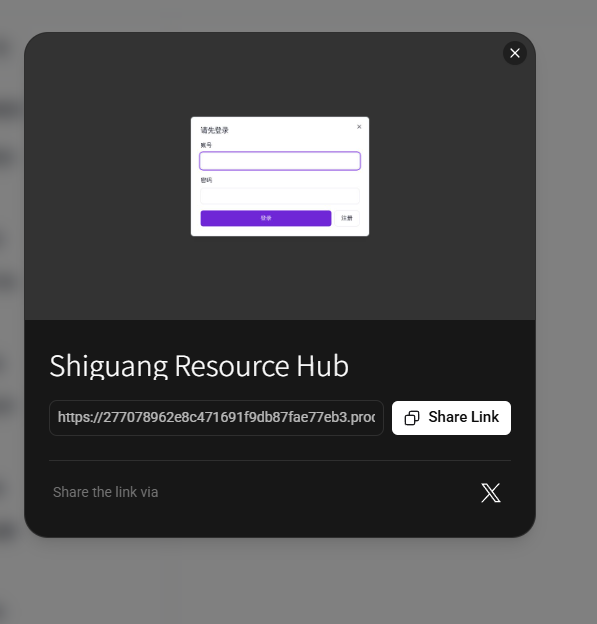 请先登录
账号
密码
登录
注册
Shiguang Resource Hub
https://277078962e8c471691f9db87fae77eb3.prod
Share Link
Share the link via